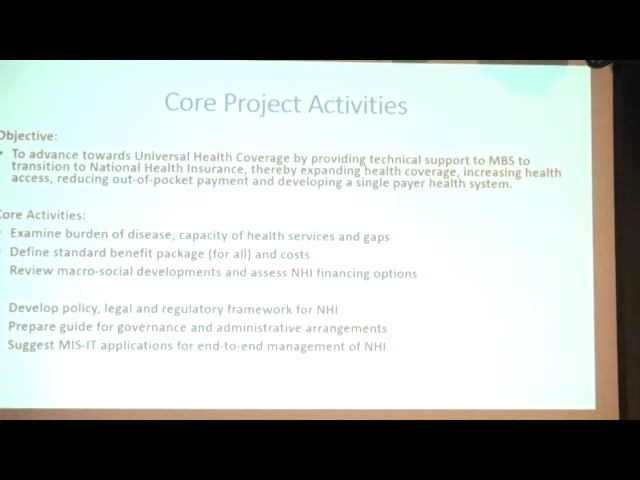 Core Project Activities
Objective:
• To advance towards Universal Health Coverage by providing technical support to MBS to
transition to National Health Insurance, thereby expanding health coverage, increasing health
access, reducing out-of-pocket payment and developing a single payer health system.
Core Activities:
• Examine burden of disease, capacity of health services and gaps
• Define standard benefit package (for all) and costs
• Review macro-social developments and assess NHI financing options
Develop policy, legal and regulatory framework for NHI
Prepare guide for governance and administrative arrangements
Suggest MIS-IT applications for end-to-end management of NHI